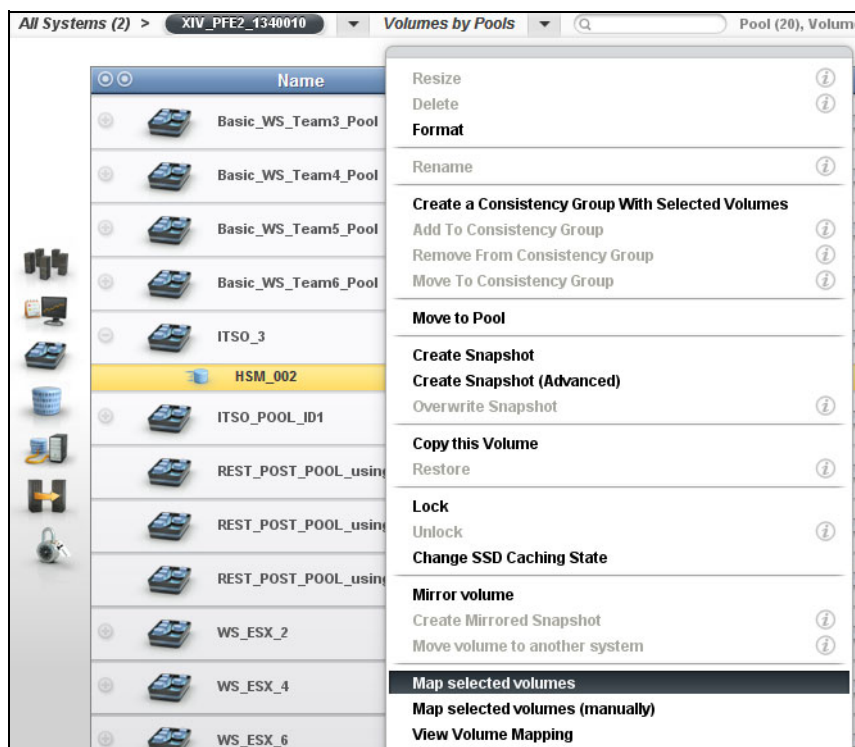 All Systems (2) > XIV_PFE2_1340010 Volumes by Pools Pool (20), Volum
Name
Basic_WS_Team3_Pool
Basic_WS_Team4_Pool
Basic_WS_Team5_Pool
Basic_WS_Team6_Pool
ITSO_3
HSM_002
ITSO_POOL_ID1
REST_POST_POOL_using
REST_POST_POOL_using
REST_POST_POOL_using
WS_ESX_2
WS_ESX_4
WS_ESX_6
Resize
Delete
Format
Rename
Create a Consistency Group With Selected Volumes
Add To Consistency Group
Remove From Consistency Group
Move To Consistency Group
Move to Pool
Create Snapshot
Create Snapshot (Advanced)
Overwrite Snapshot
Copy this Volume
Restore
Lock
Unlock
Change SSD Caching State
Mirror volume
Create Mirrored Snapshot
Move volume to another system
Map selected volumes
Map selected volumes (manually)
View Volume Mapping